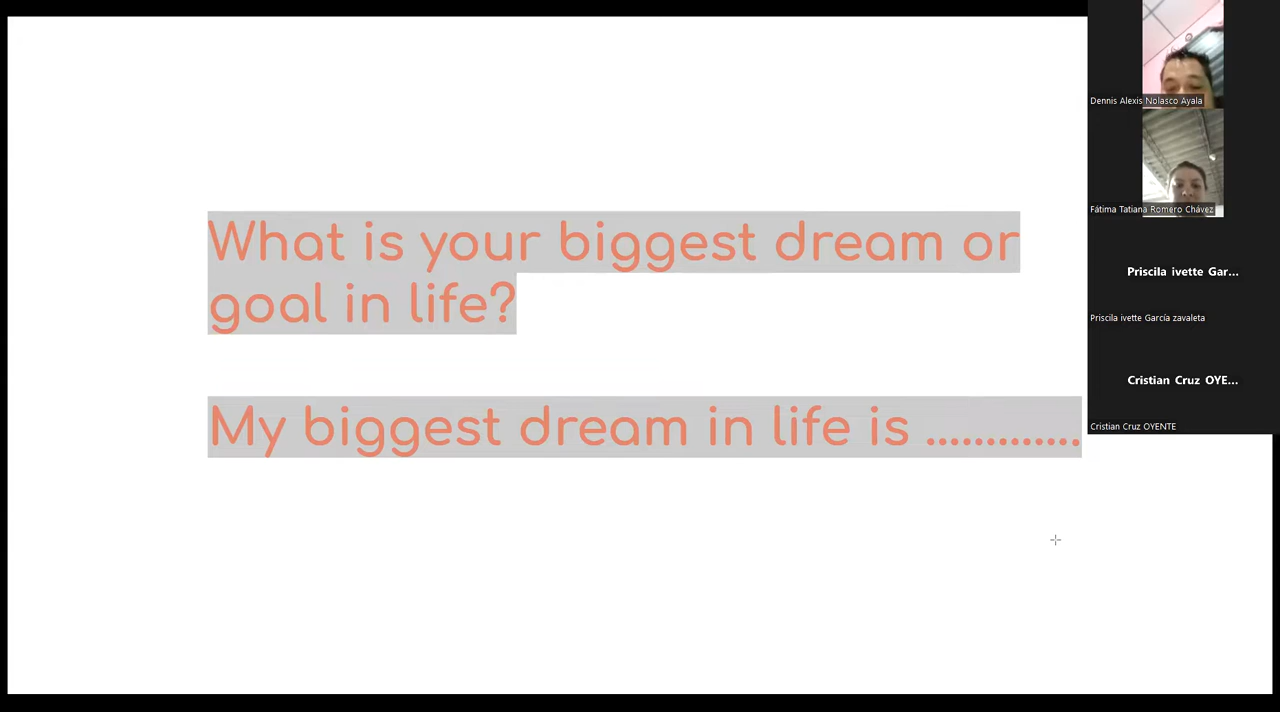 What is your biggest dream or
goal in life?
My biggest dream in life is .............
Dennis Alexis Nolasco Ayala
Fátima Tatiana Romero Chávez
Priscila ivette Gar...
Priscila ivette García zavaleta
Cristian Cruz OYE...
Cristian Cruz OYENTE